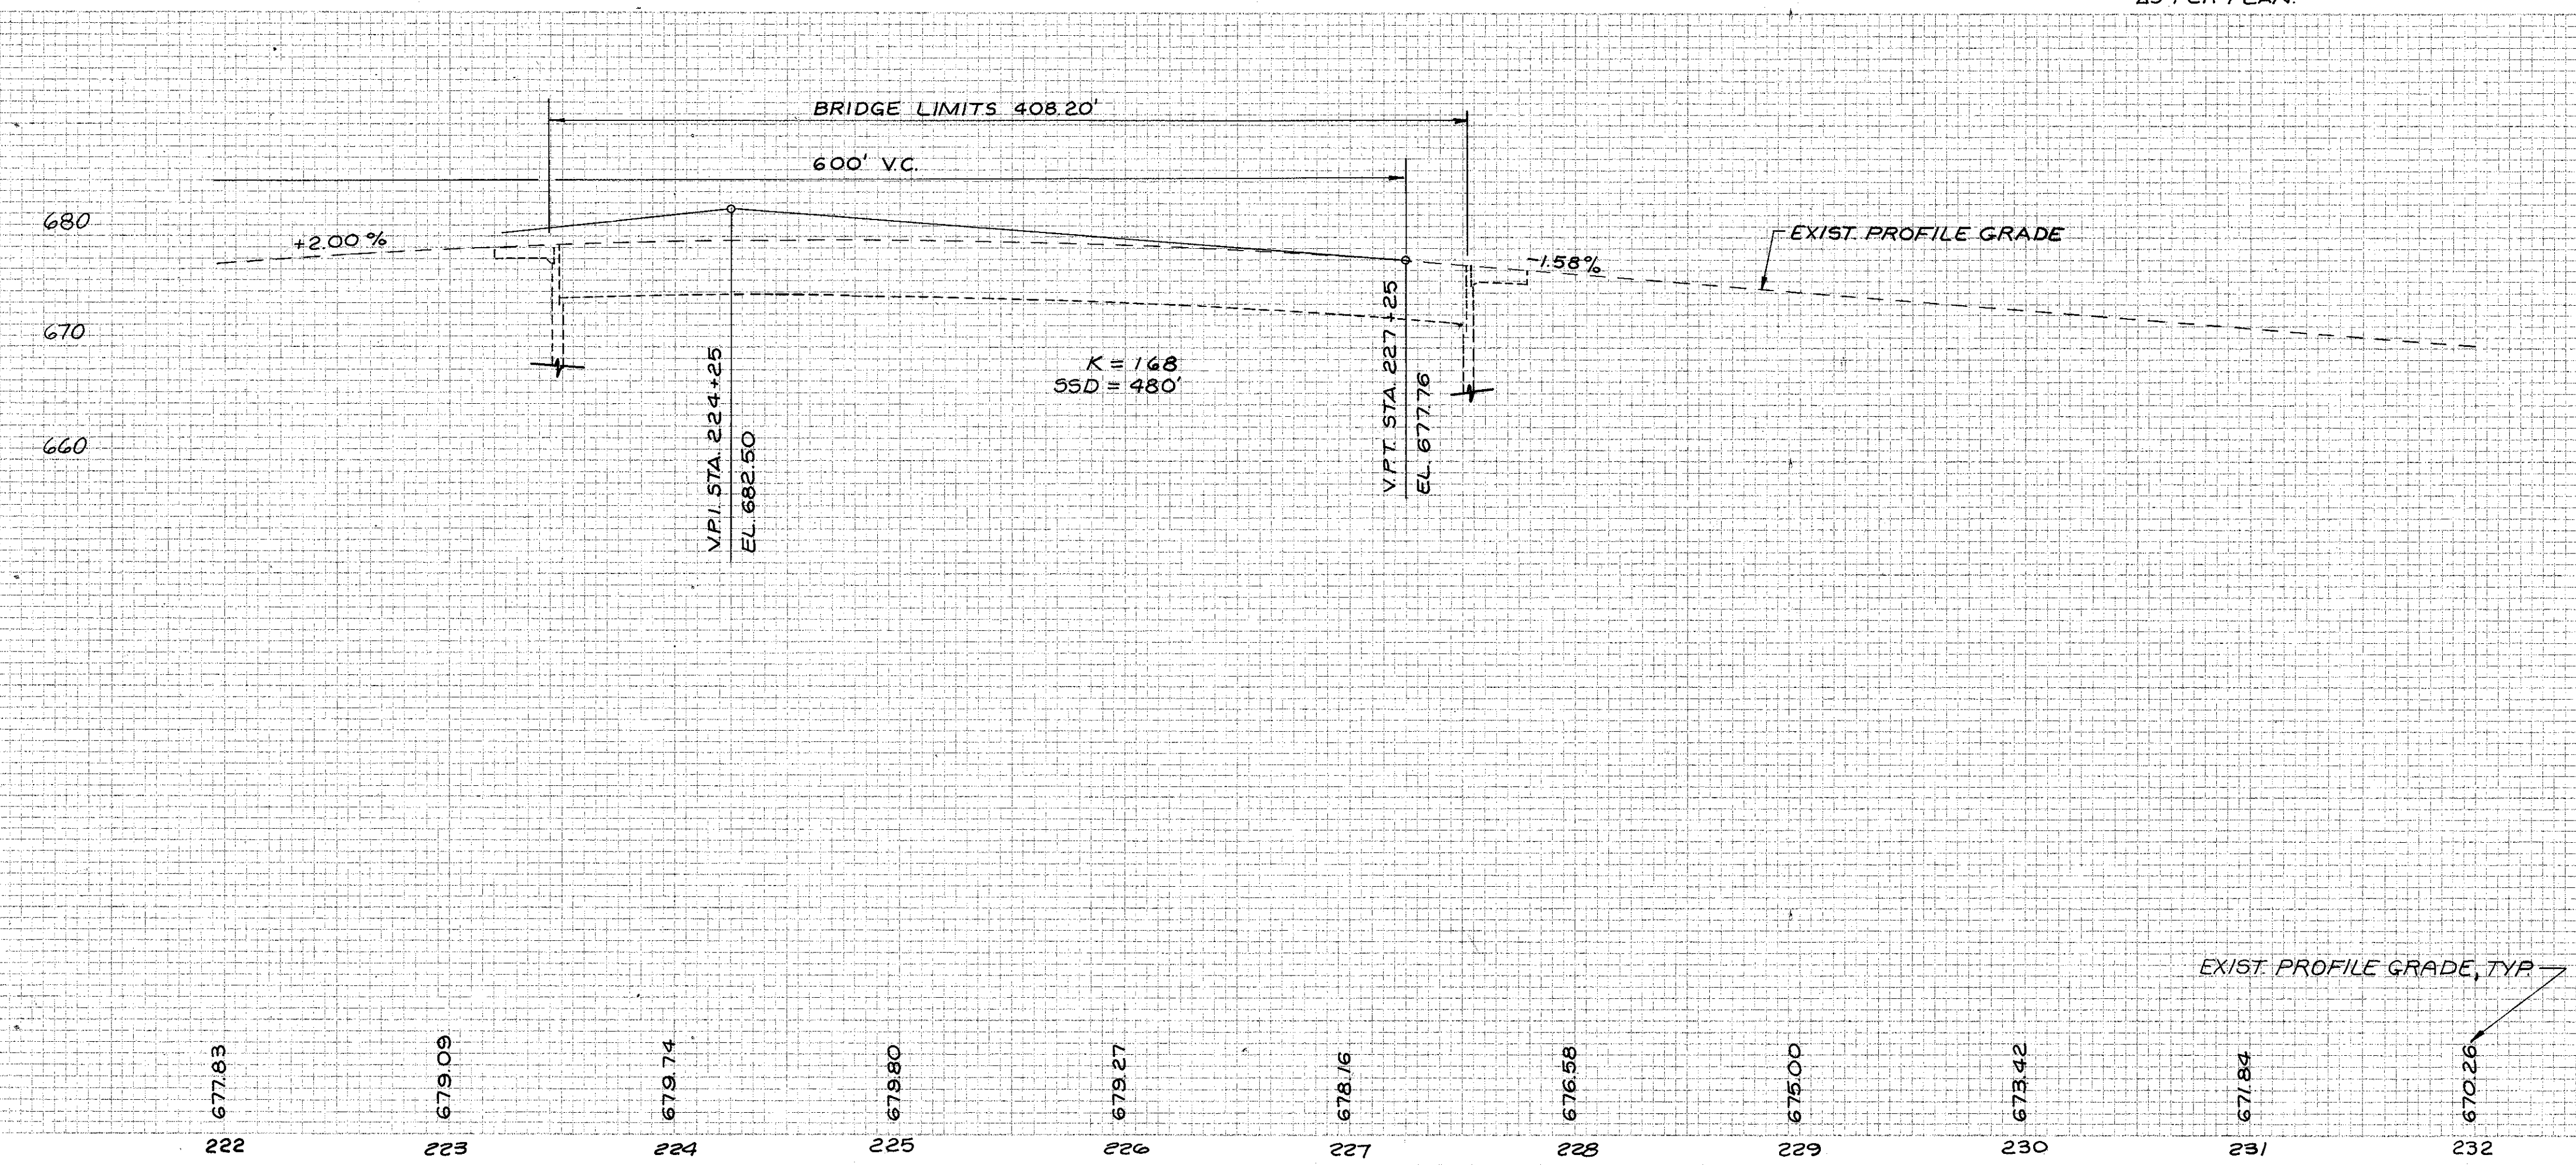 AS PER PLAN.
BRIDGE LIMITS 408.20'
600' V.C.
680
+2.00%
EXIST. PROFILE GRADE
-1.58%
670
K = 168
SSD = 480'
660
V.P.I. STA. 224+25
EL. 682.50
V.P.T. STA. 227+25
EL. 677.76
EXIST. PROFILE GRADE, TYP.
677.83
679.09
679.74
679.80
679.27
678.16
676.58
675.00
673.42
671.84
670.26
222 223 224 225 226 227 228 229 230 231 232